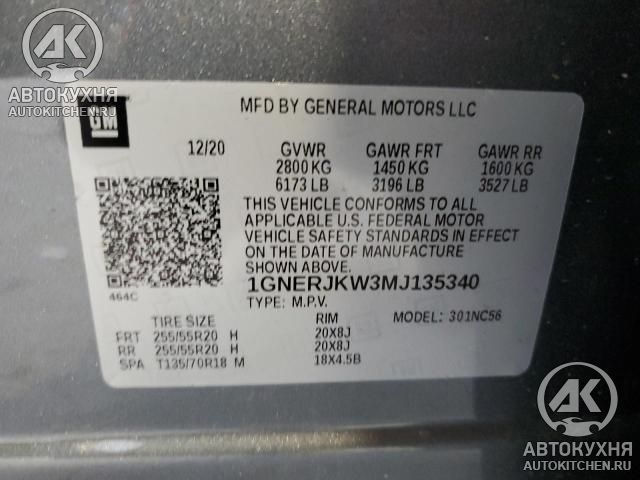 AK
АВТОКУХНЯ
AUTOKITCHEN.RU
GM
MFD BY GENERAL MOTORS LLC
12/20 GVWR GAWR FRT GAWR RR
2800 KG 1450 KG 1600 KG
6173 LB 3196 LB 3527 LB
THIS VEHICLE CONFORMS TO ALL
APPLICABLE U.S. FEDERAL MOTOR
VEHICLE SAFETY STANDARDS IN EFFECT
ON THE DATE OF MANUFACTURE
SHOWN ABOVE.
464C
1GNERJKW3MJ135340
TYPE: M.P.V. MODEL: 301NC56
TIRE SIZE RIM
FRT 255/55R20 H 20X8J
RR 255/55R20 H 20X8J
SPA T135/70R18 M 18X4.5B
AK
АВТОКУХНЯ
AUTOKITCHEN.RU